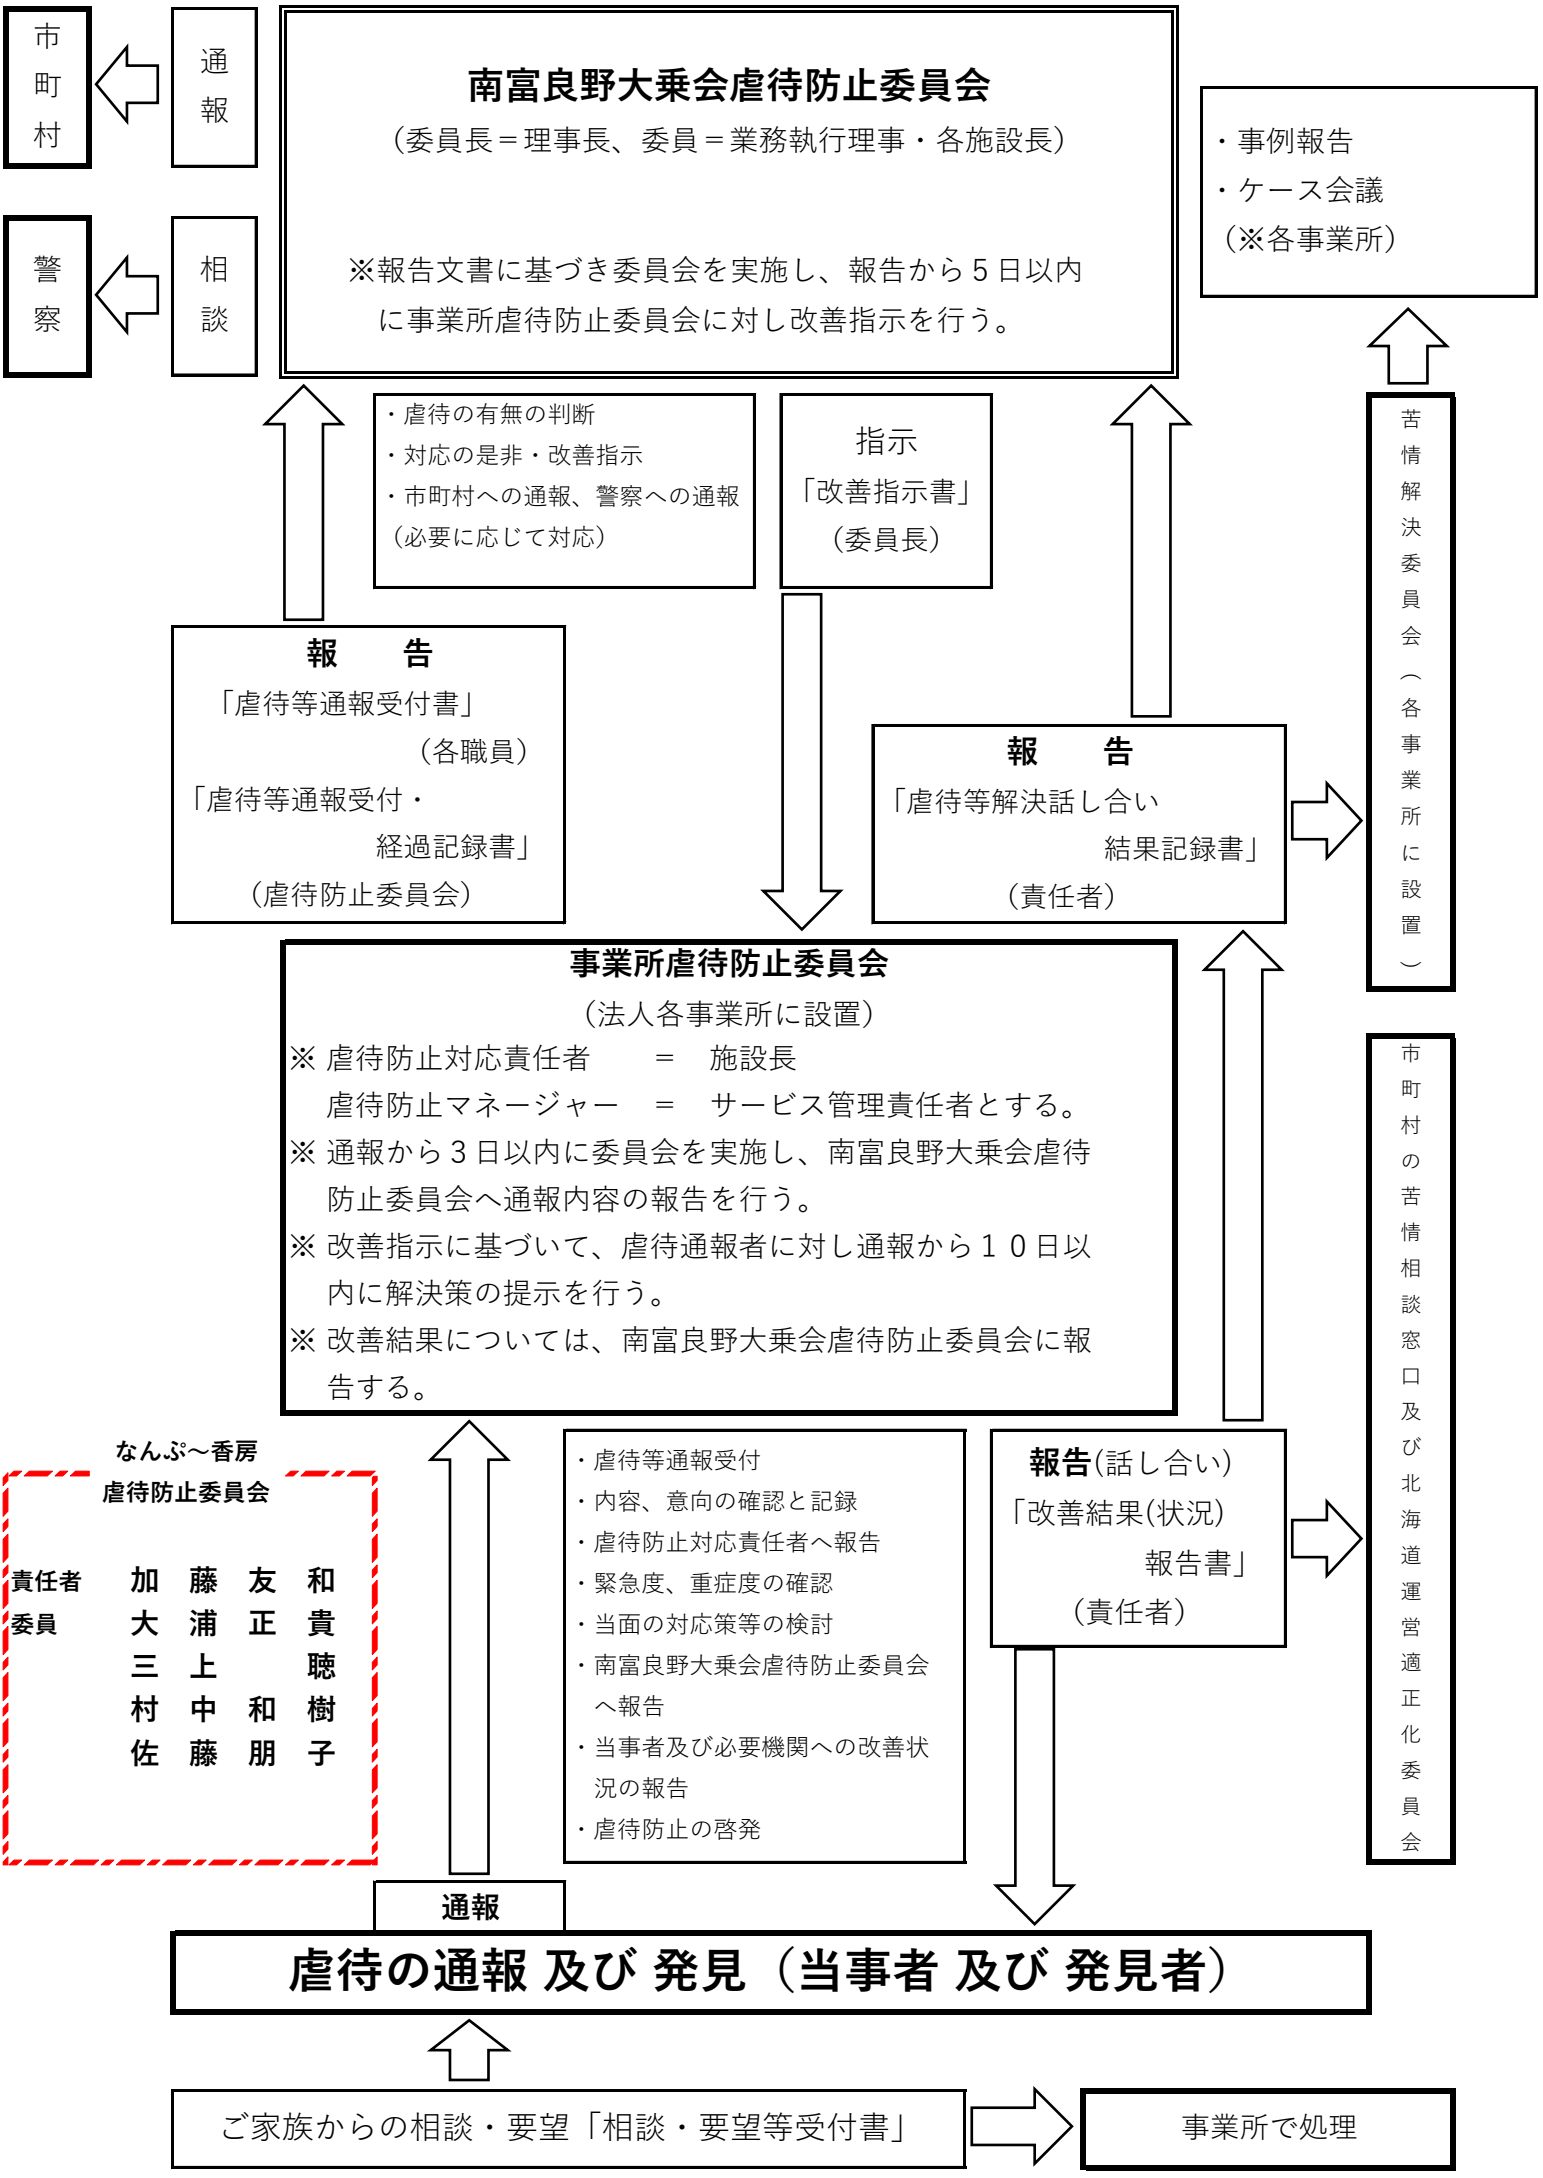 市町村
通報
警察
相談
南富良野大乗会虐待防止委員会
（委員長＝理事長、委員＝業務執行理事・各施設長）
※報告文書に基づき委員会を実施し、報告から５日以内
に事業所虐待防止委員会に対し改善指示を行う。
・事例報告
・ケース会議
（※各事業所）
・虐待の有無の判断
・対応の是非・改善指示
・市町村への通報、警察への通報
（必要に応じて対応）
指示
「改善指示書」
（委員長）
苦情解決委員会（各事業所に設置）
報　告
「虐待等通報受付書」
（各職員）
「虐待等通報受付・
経過記録書」
（虐待防止委員会）
報　告
「虐待等解決話し合い
結果記録書」
（責任者）
事業所虐待防止委員会
（法人各事業所に設置）
※ 虐待防止対応責任者　＝　施設長
虐待防止マネージャー　＝　サービス管理責任者とする。
※ 通報から３日以内に委員会を実施し、南富良野大乗会虐待
防止委員会へ通報内容の報告を行う。
※ 改善指示に基づいて、虐待通報者に対し通報から１０日以
内に解決策の提示を行う。
※ 改善結果については、南富良野大乗会虐待防止委員会に報
告する。
市町村の苦情相談窓口及び北海道運営適正化委員会
なんぷ～香房
虐待防止委員会
責任者　加藤友和
委員　大浦正貴
三上　聡
村中和樹
佐藤朋子
・虐待等通報受付
・内容、意向の確認と記録
・虐待防止対応責任者へ報告
・緊急度、重症度の確認
・当面の対応策等の検討
・南富良野大乗会虐待防止委員会
へ報告
・当事者及び必要機関への改善状
況の報告
・虐待防止の啓発
報告(話し合い)
「改善結果(状況)
報告書」
（責任者）
通報
虐待の通報 及び 発見（当事者 及び 発見者）
ご家族からの相談・要望「相談・要望等受付書」
事業所で処理